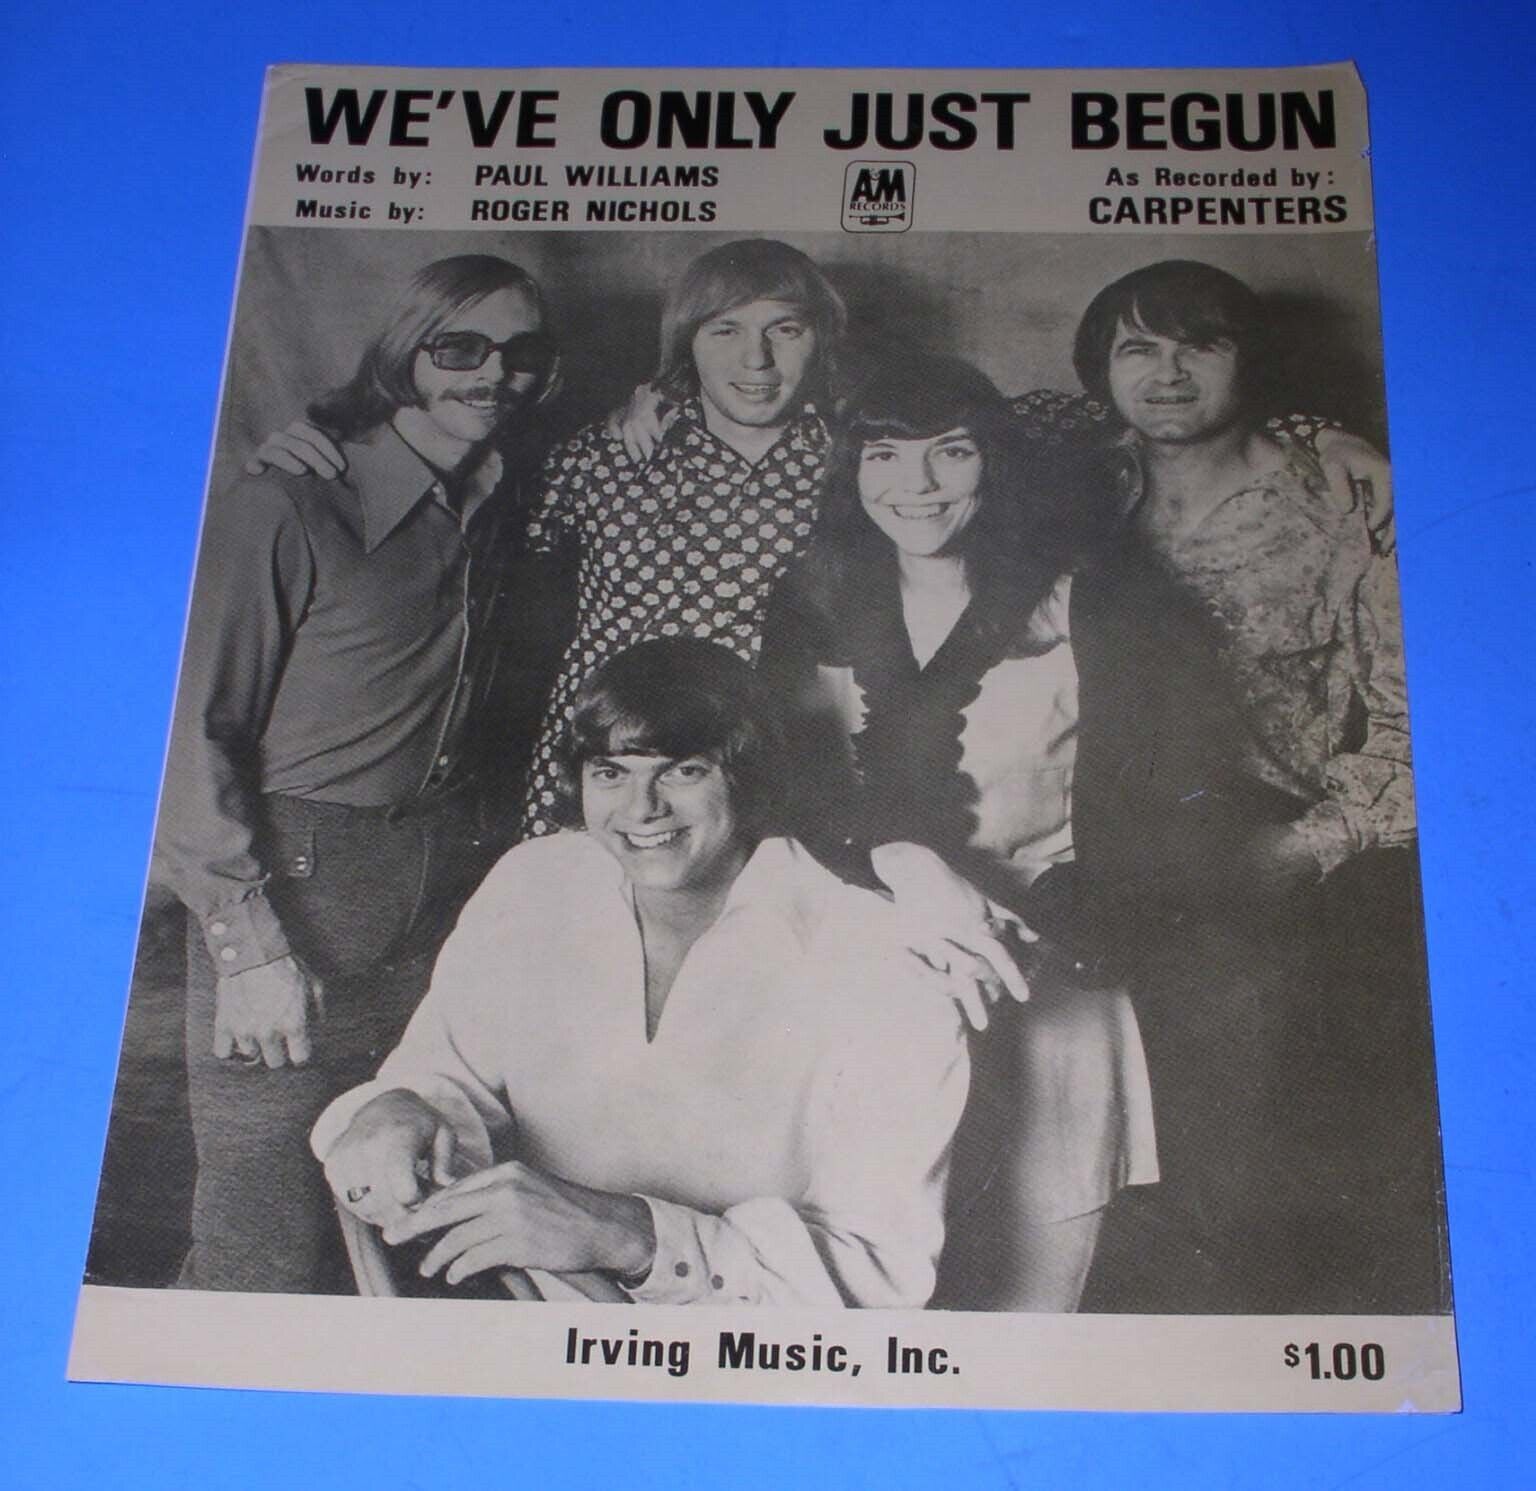 WE'VE ONLY JUST BEGUN
Words by: PAUL WILLIAMS
Music by: ROGER NICHOLS
A&M
RECORDS
As Recorded by:
CARPENTERS
Irving Music, Inc.
$1.00